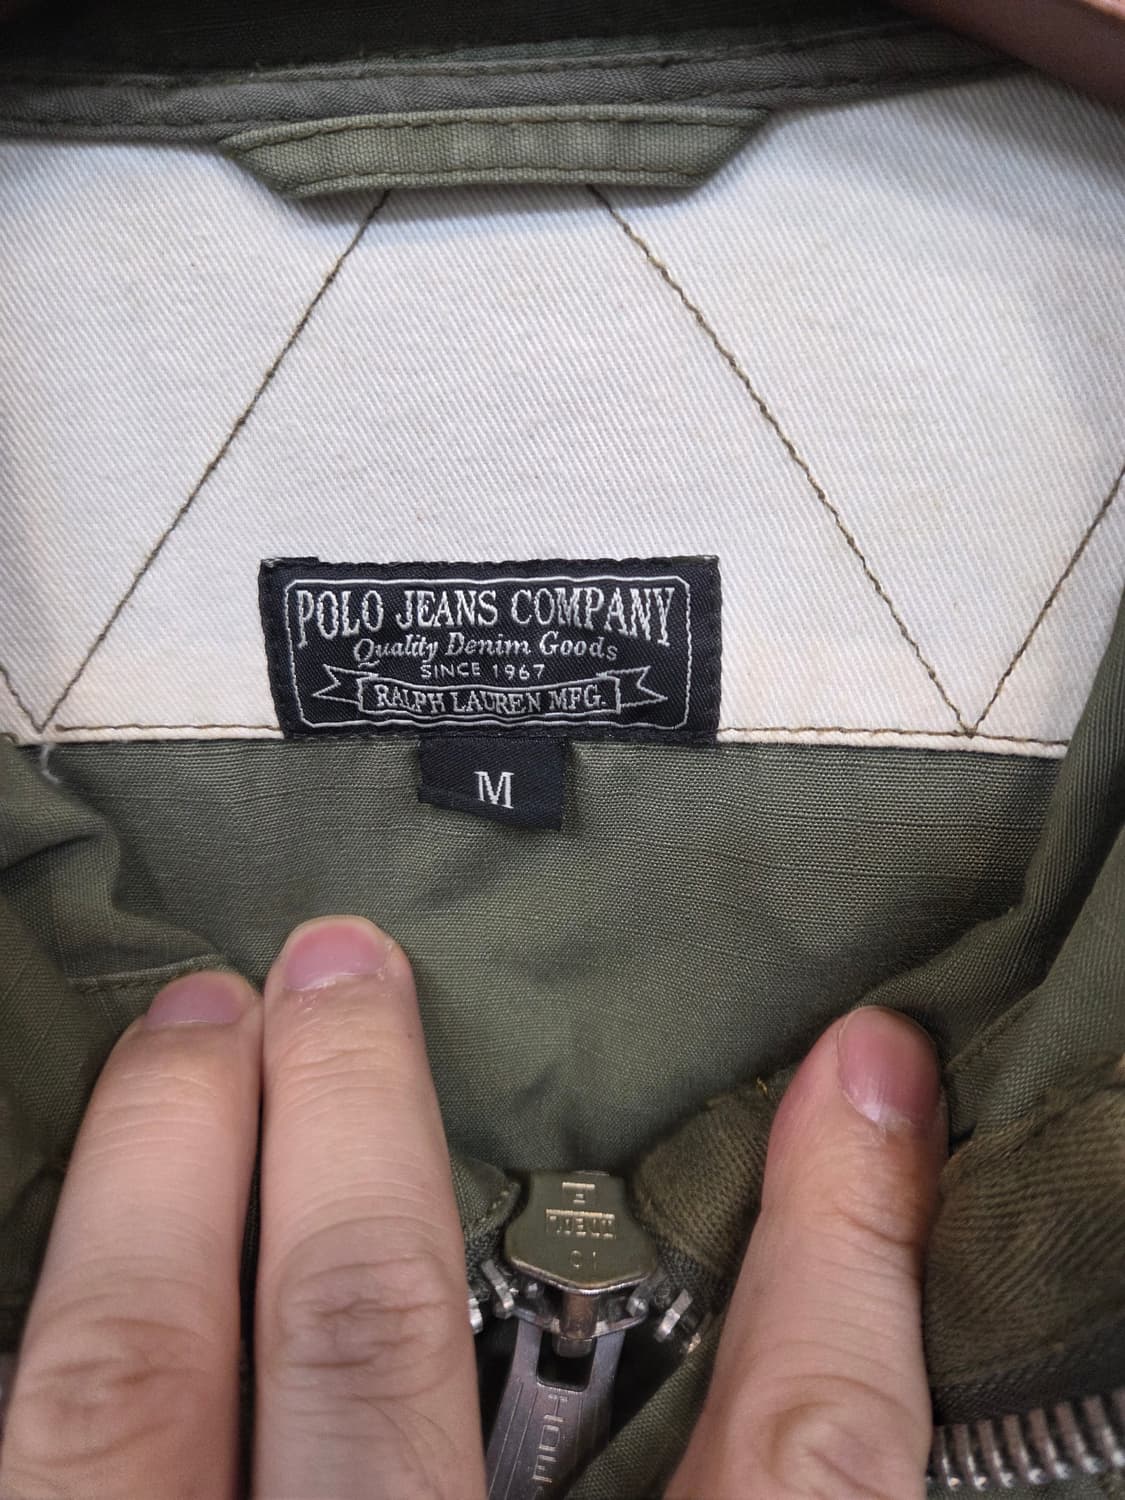 POLO JEANS COMPANY
Quality Denim Goods
SINCE 1967
RALPH LAUREN MFG.
M